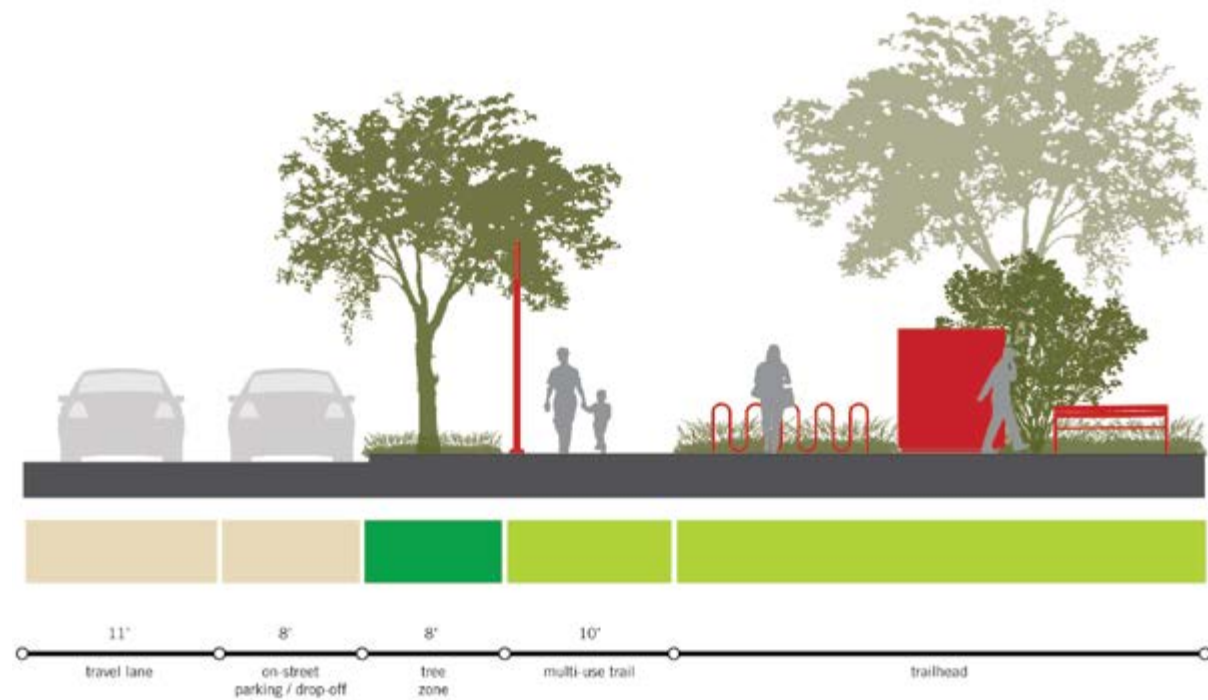 11'
8'
8'
10'
travel lane
on-street
parking / drop-off
tree
zone
multi-use trail
trailhead